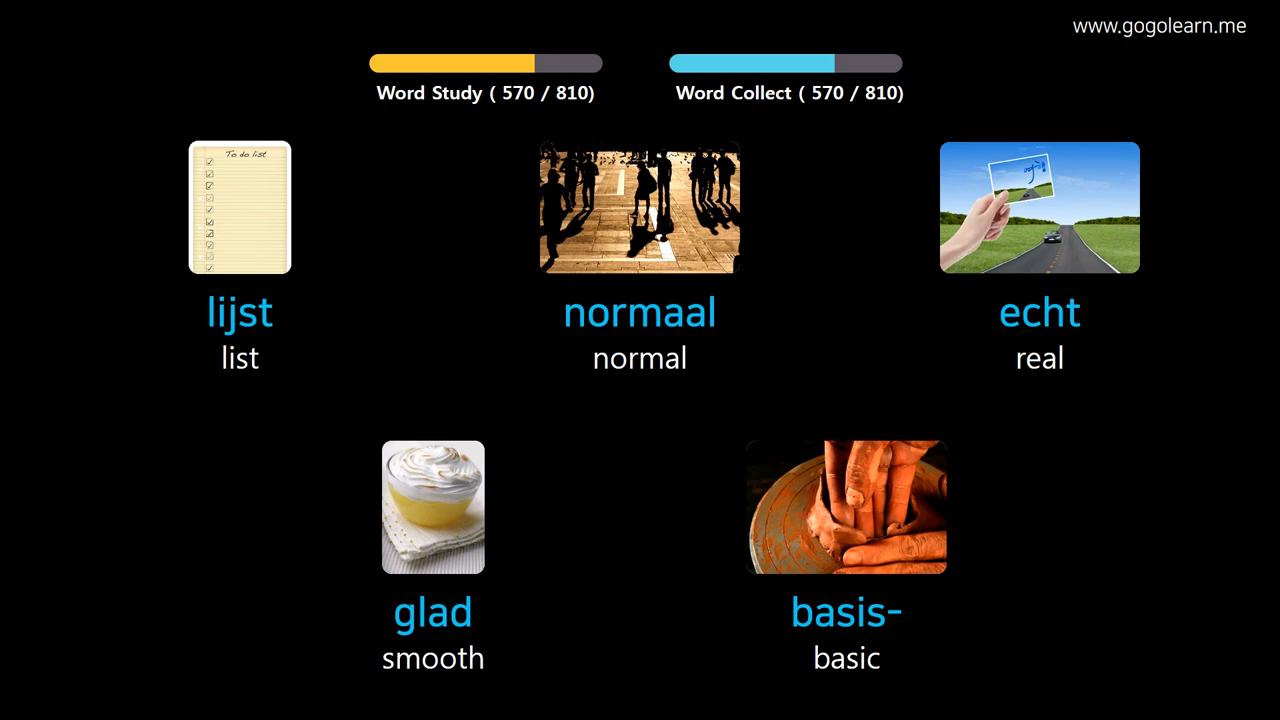 www.gogolearn.me
Word Study ( 570 / 810)
Word Collect ( 570 / 810)
To do list
lijst
list
normaal
normal
echt
real
glad
smooth
basis-
basic